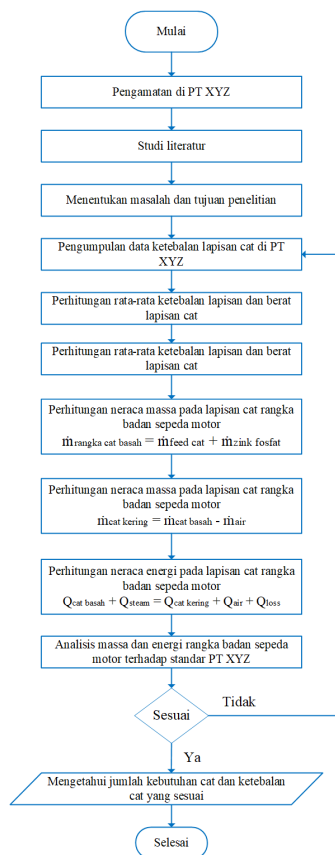 Mulai
Pengamatan di PT XYZ
Studi literatur
Menentukan masalah dan tujuan penelitian
Pengumpulan data ketebalan lapisan cat di PT
XYZ
Perhitungan rata-rata ketebalan lapisan dan berat
lapisan cat
Perhitungan rata-rata ketebalan lapisan dan berat
lapisan cat
Perhitungan neraca massa pada lapisan cat rangka
badan sepeda motor
ṁrangka cat basah = ṁfeed cat + ṁzink fosfat
Perhitungan neraca massa pada lapisan cat rangka
badan sepeda motor
ṁcat kering = ṁcat basah - ṁair
Perhitungan neraca energi pada lapisan cat rangka
badan sepeda motor
Qcat basah + Qsteam = Qcat kering + Qair + Qloss
Analisis massa dan energi rangka badan sepeda
motor terhadap standar PT XYZ
Sesuai
Tidak
Ya
Mengetahui jumlah kebutuhan cat dan ketebalan
cat yang sesuai
Selesai